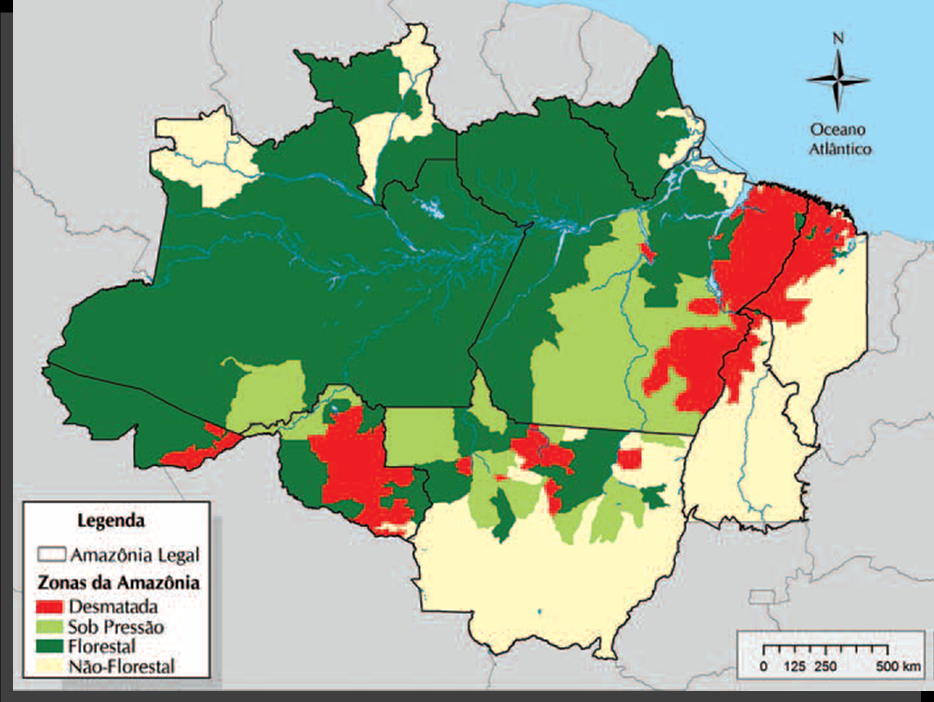 N
Oceano
Atlântico
Legenda
Amazônia Legal
Zonas da Amazônia
Desmatada
Sob Pressão
Florestal
Não-Florestal
0 125 250 500 km